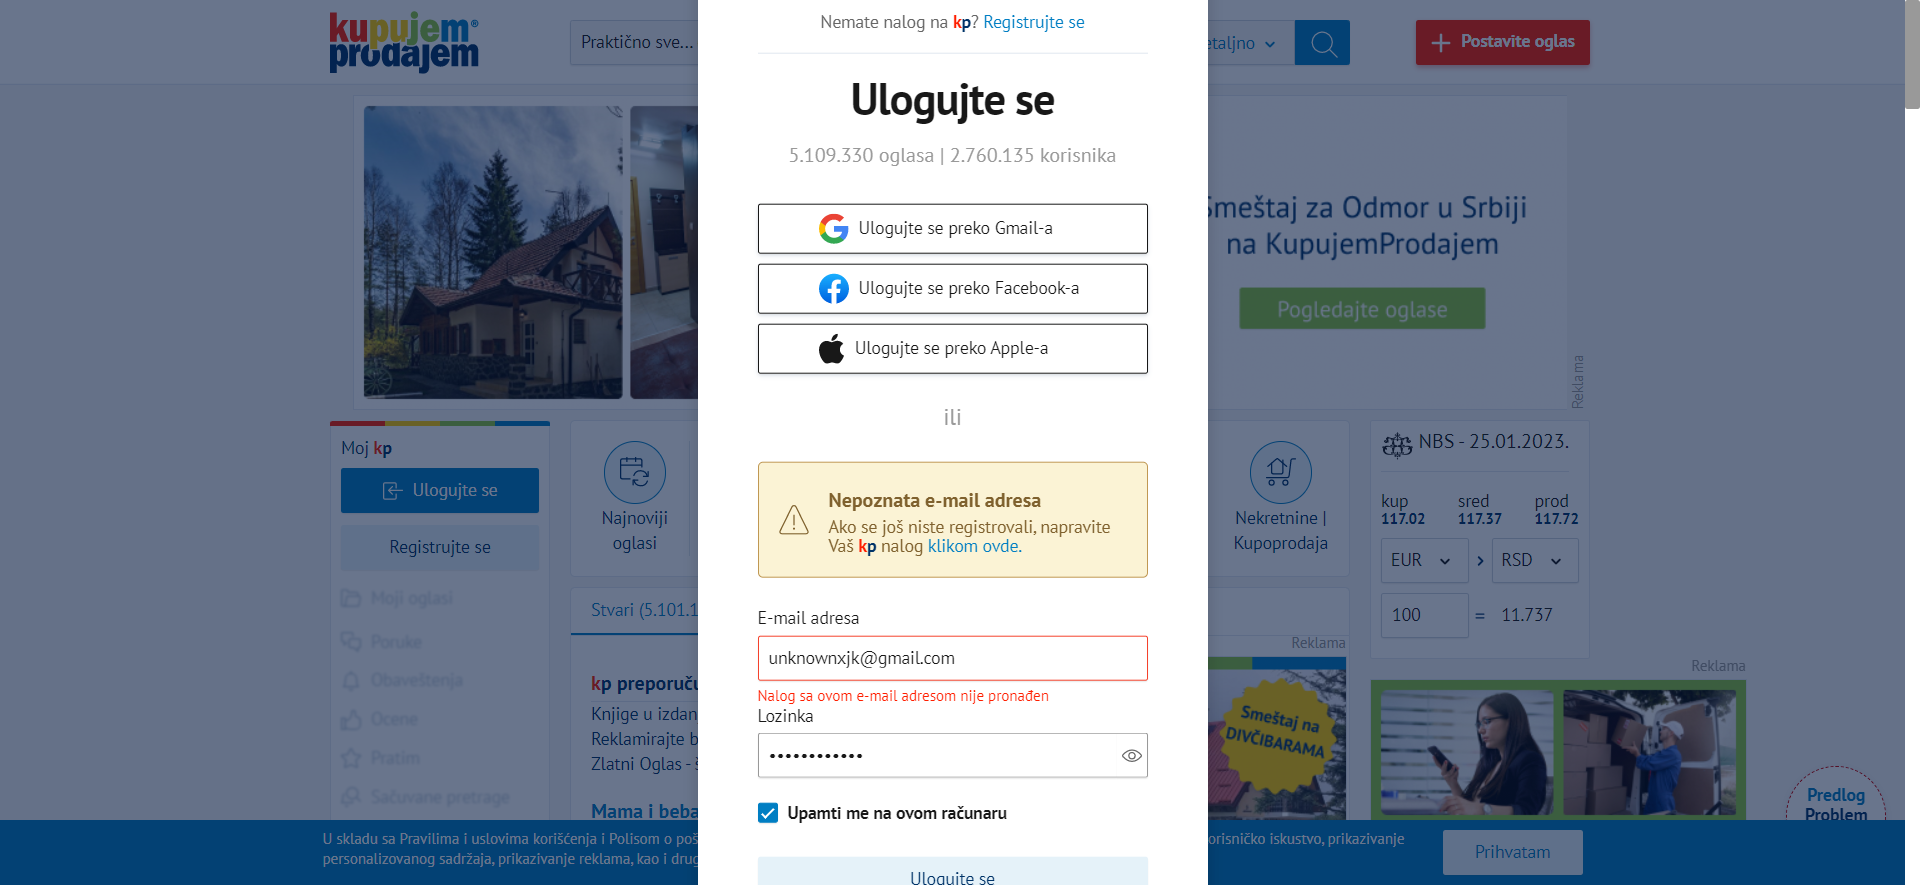 kupujem®
prodajem
Praktično sve...
etaljno
Postavite oglas
Nemate nalog na kp? Registrujte se
Ulogujte se
5.109.330 oglasa | 2.760.135 korisnika
Ulogujte se preko Gmail-a
Ulogujte se preko Facebook-a
Ulogujte se preko Apple-a
ili
Nepoznata e-mail adresa
Ako se još niste registrovali, napravite
Vaš kp nalog klikom ovde.
E-mail adresa
unknownxjk@gmail.com
Nalog sa ovom e-mail adresom nije pronađen
Lozinka
••••••••••••
Upamti me na ovom računaru
Ulogujte se
Smeštaj za Odmor u Srbiji
na KupujemProdajem
Pogledajte oglase
Reklama
Moj kp
Ulogujte se
Registrujte se
Moji oglasi
Poruke
Obaveštenja
Ocene
Pratim
Sačuvane pretrage
Najnoviji
oglasi
Stvari (5.101.1
kp preporuču
Knjige u izdan
Reklamirajte b
Zlatni Oglas - š
Mama i beba
Nekretnine |
Kupoprodaja
Reklama
Smeštaj na
DIVČIBARAMA
NBS - 25.01.2023.
kup sred prod
117.02 117.37 117.72
EUR RSD
100 = 11.737
Reklama
Predlog
Problem
U skladu sa Pravilima i uslovima korišćenja i Polisom o poš
orisničko iskustvo, prikazivanje
personalizovanog sadržaja, prikazivanje reklama, kao i drug
Prihvatam